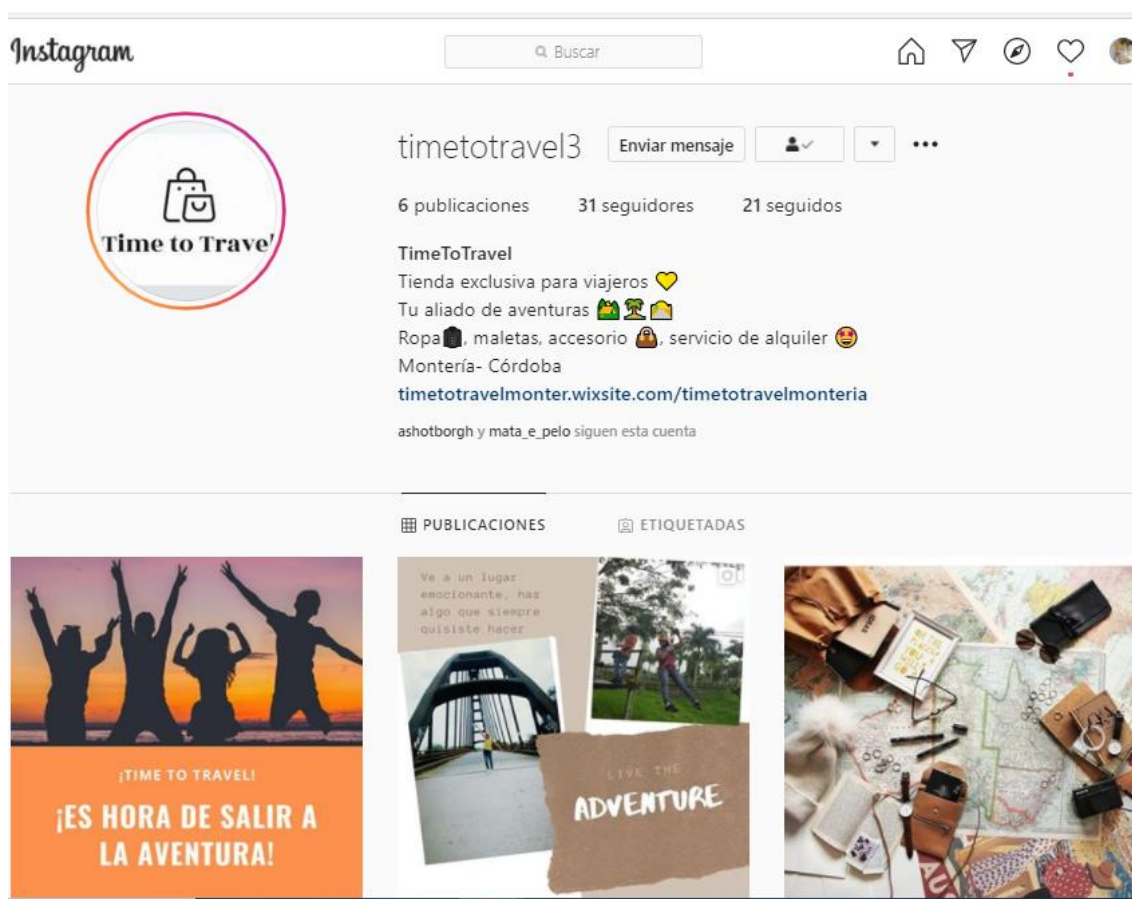 Instagram
Buscar
Time to Trave
timetotravel3
Enviar mensaje
6 publicaciones 31 seguidores 21 seguidos
TimeToTravel
Tienda exclusiva para viajeros 💛
Tu aliado de aventuras 🏕️🏝️🏔️
Ropa🧥, maletas, accesorio 👜, servicio de alquiler 🤩
Montería- Córdoba
timetotravelmonter.wixsite.com/timetotravelmonteria
ashotborgh y mata_e_pelo siguen esta cuenta
PUBLICACIONES
ETIQUETADAS
¡TIME TO TRAVEL!
¡ES HORA DE SALIR A
LA AVENTURA!
Ve a un lugar
emocionante, haz
algo que siempre
quisiste hacer
LIVE THE
ADVENTURE